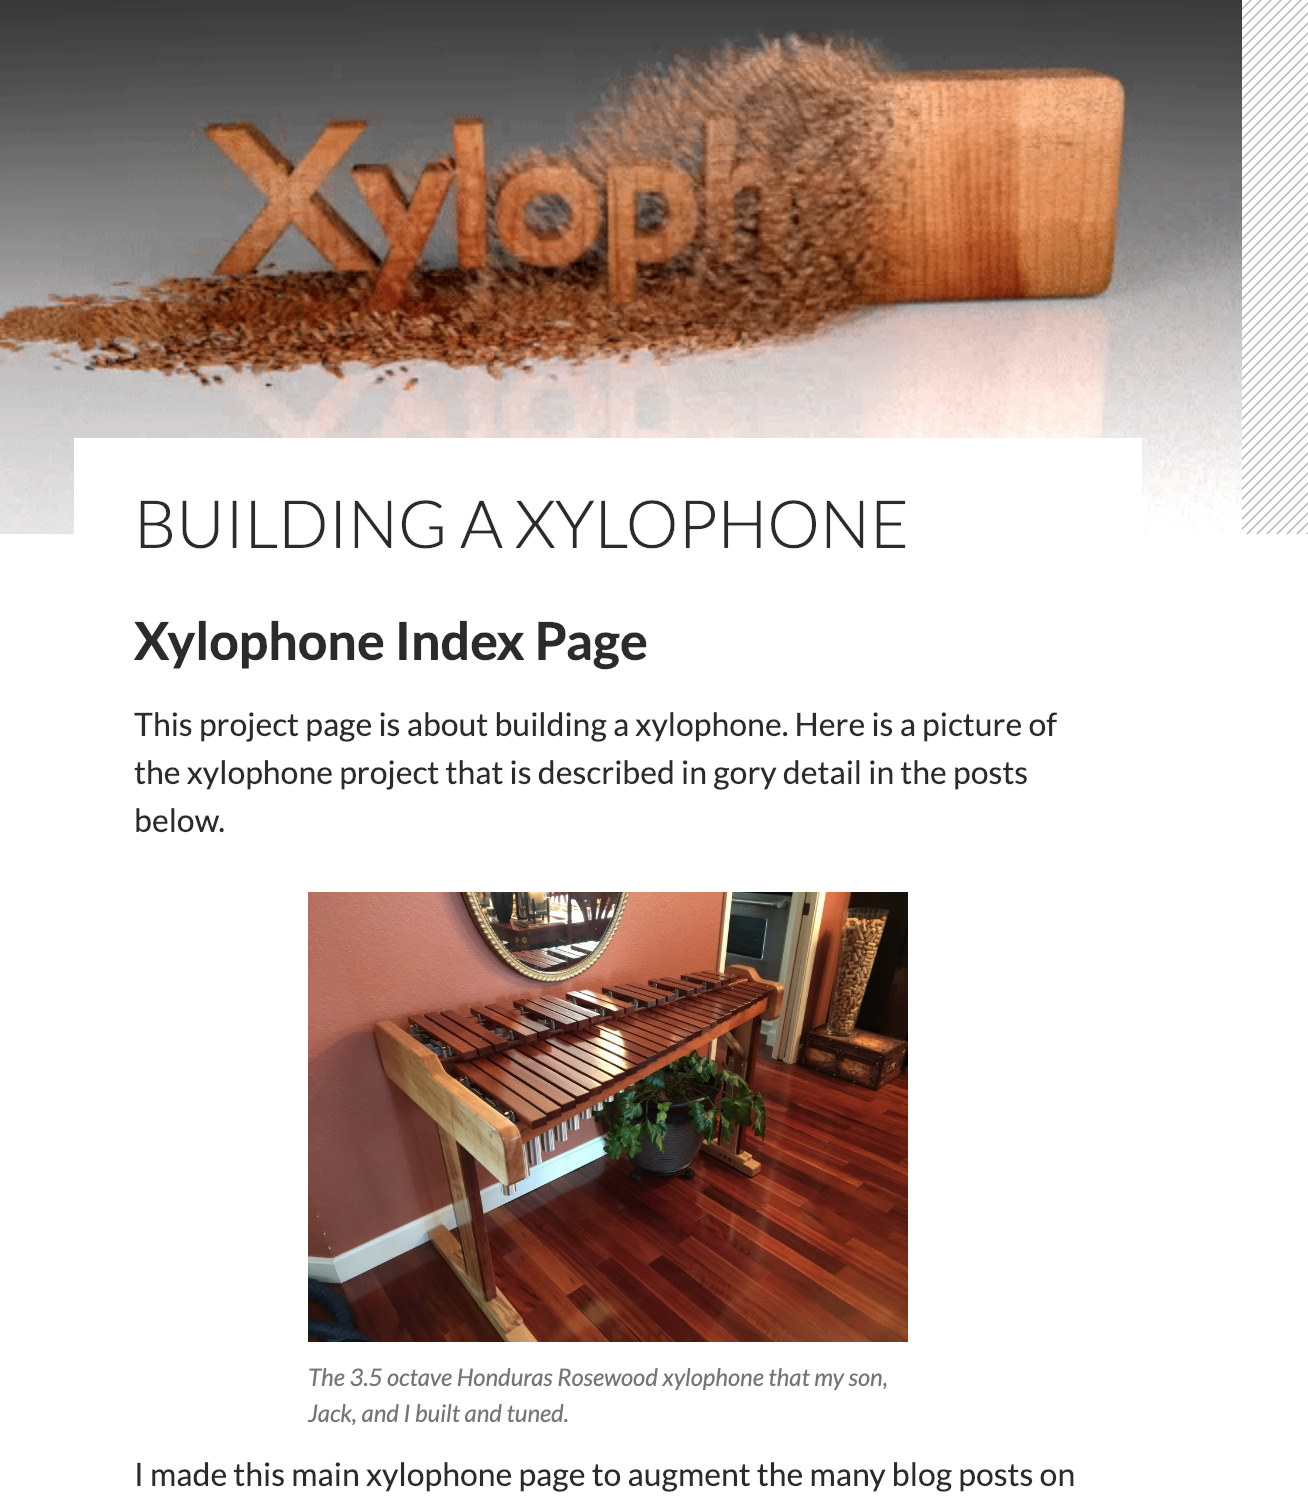 Xyloph
BUILDING A XYLOPHONE
Xylophone Index Page
This project page is about building a xylophone. Here is a picture of
the xylophone project that is described in gory detail in the posts
below.
The 3.5 octave Honduras Rosewood xylophone that my son,
Jack, and I built and tuned.
I made this main xylophone page to augment the many blog posts on